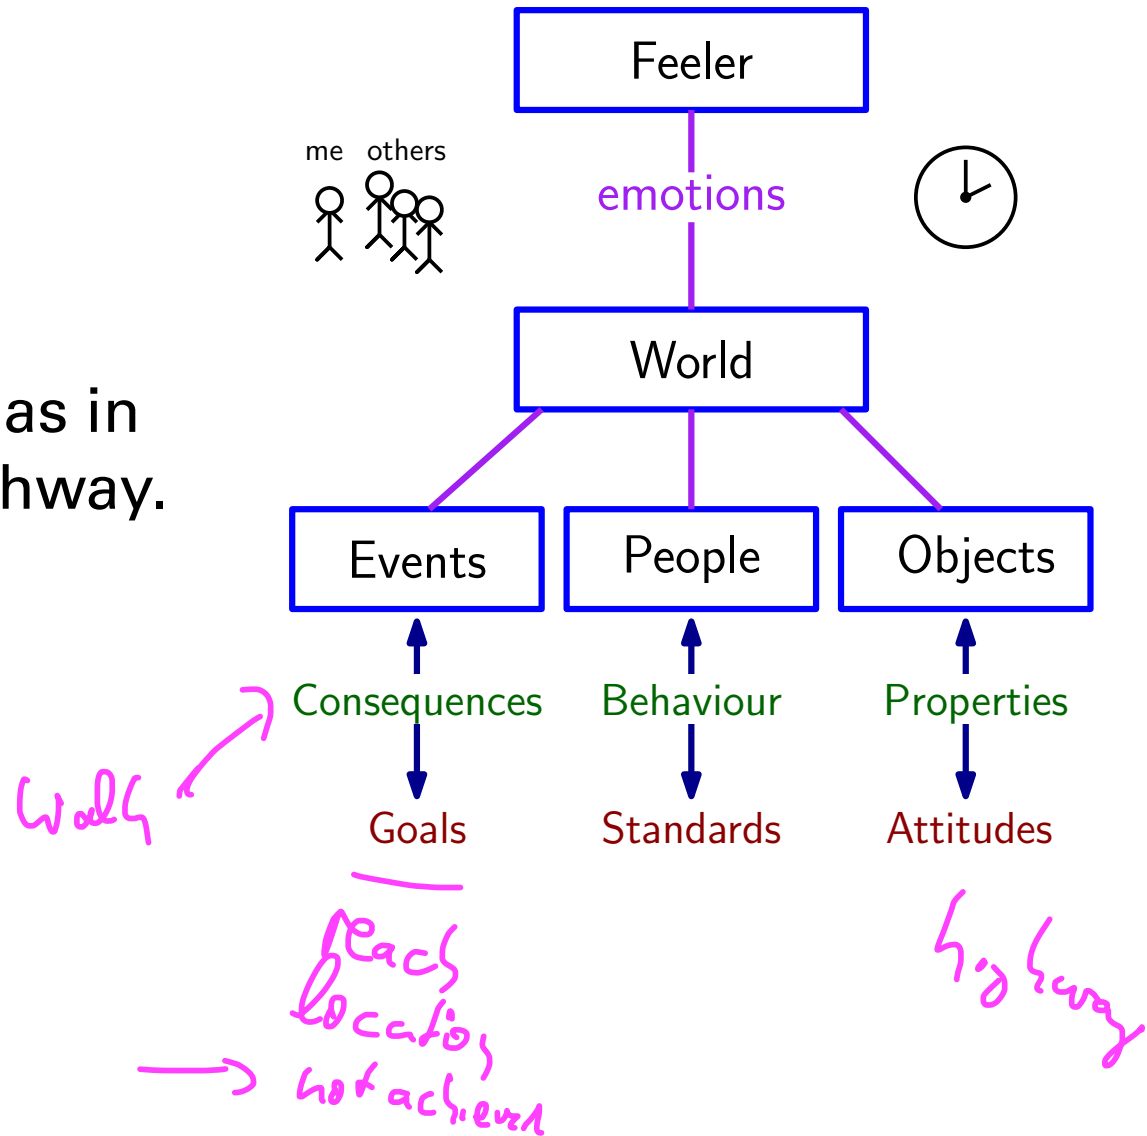 Feeler
me others
emotions
World
as in
hway.
Events People Objects
Consequences Behaviour Properties
Walk
Goals Standards Attitudes
reach
location
highway
not achieved